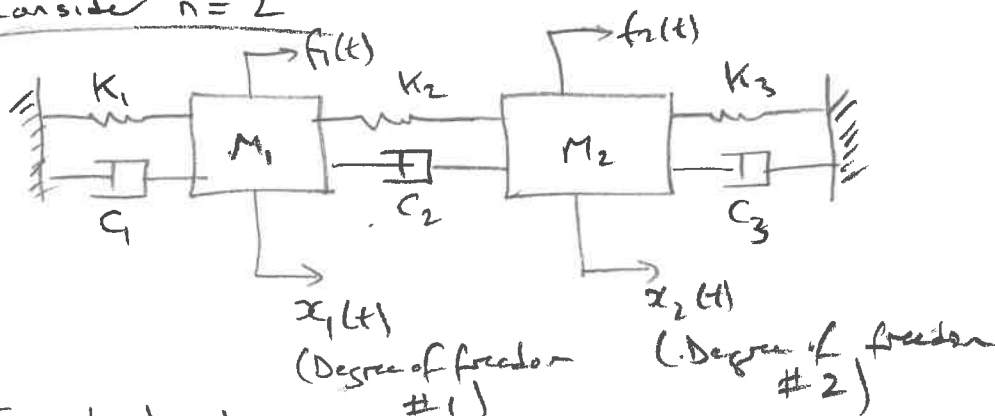 Consider n = 2
f₁(t)
f₂(t)
K₁
K₂
K₃
M₁
M₂
C₁
C₂
C₃
x₁(t)
x₂(t)
(Degree of freedom
#1)
(Degree of freedom
#2)